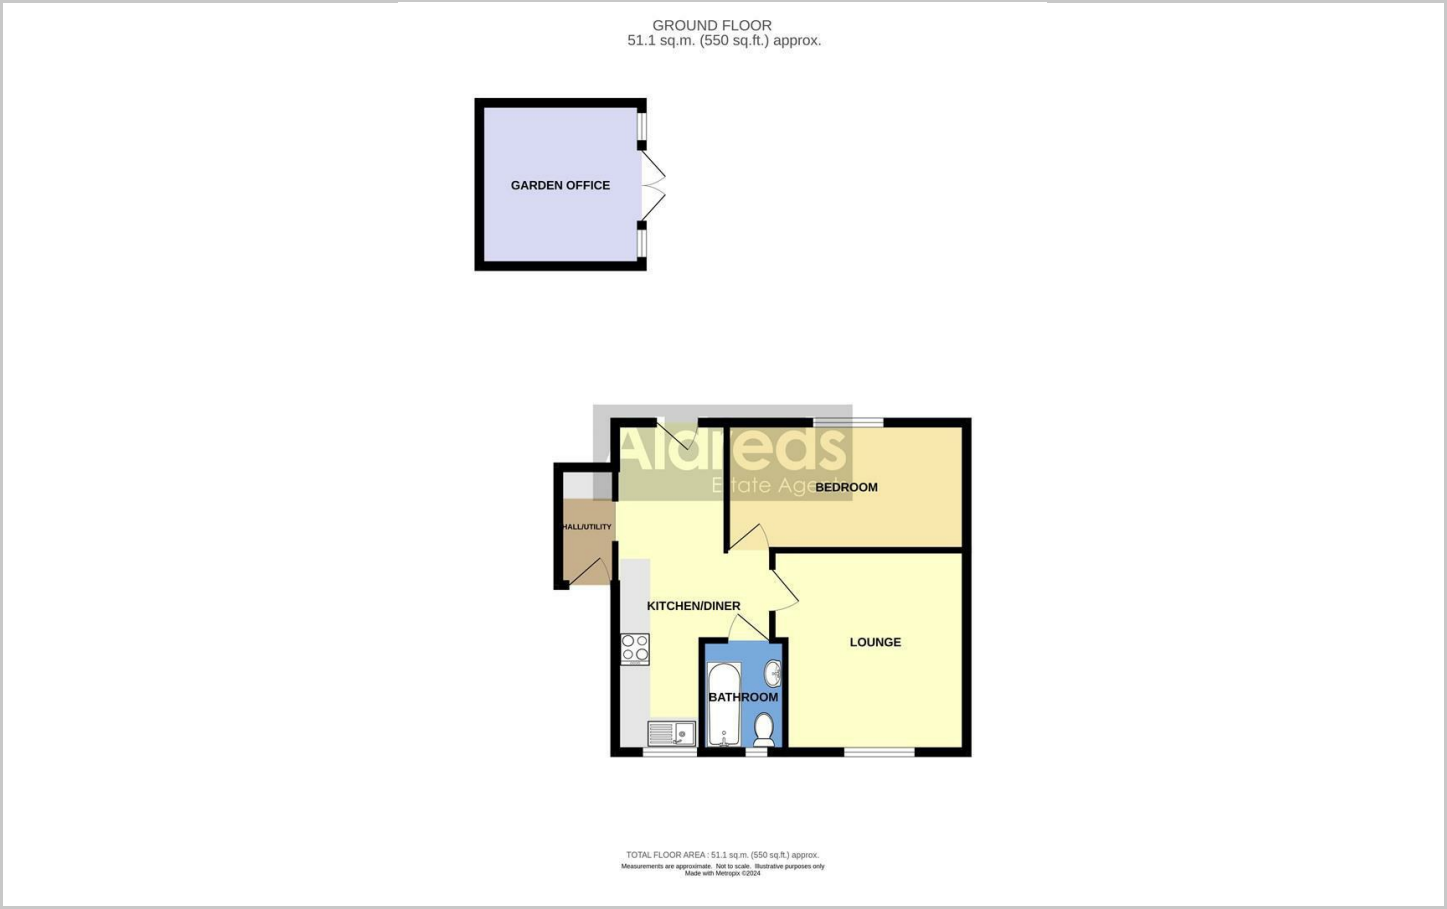 GROUND FLOOR
51.1 sq.m. (550 sq.ft.) approx.
GARDEN OFFICE
Aldreds
Estate Agents
BEDROOM
HALL/UTILITY
KITCHEN/DINER
LOUNGE
BATHROOM
TOTAL FLOOR AREA : 51.1 sq.m. (550 sq.ft.) approx.
Measurements are approximate. Not to scale. Illustrative purposes only
Made with Metropix ©2024